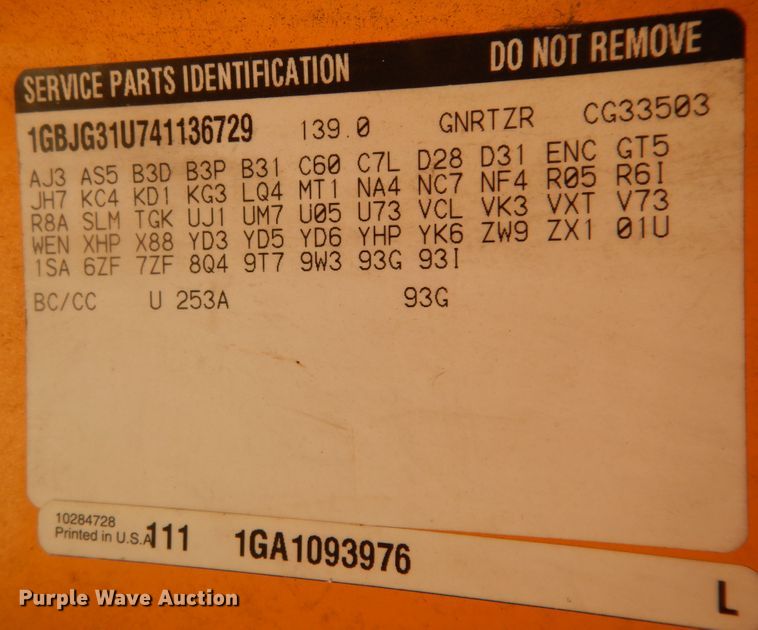 SERVICE PARTS IDENTIFICATION DO NOT REMOVE
1GBJG31U741136729 139.0 GNRTZR CG33503
AJ3 AS5 B3D B3P B31 C60 C7L D28 D31 ENC GT5
JH7 KC4 KD1 KG3 LQ4 MT1 NA4 NC7 NF4 R05 R6I
R8A SLM TGK UJ1 UM7 U05 U73 VCL VK3 VXT V73
WEN XHP X88 YD3 YD5 YD6 YHP YK6 ZW9 ZX1 01U
1SA 6ZF 7ZF 8Q4 9T7 9W3 93G 93I
BC/CC U 253A 93G
10284728
Printed in U.S.A 111 1GA1093976
L
Purple Wave Auction